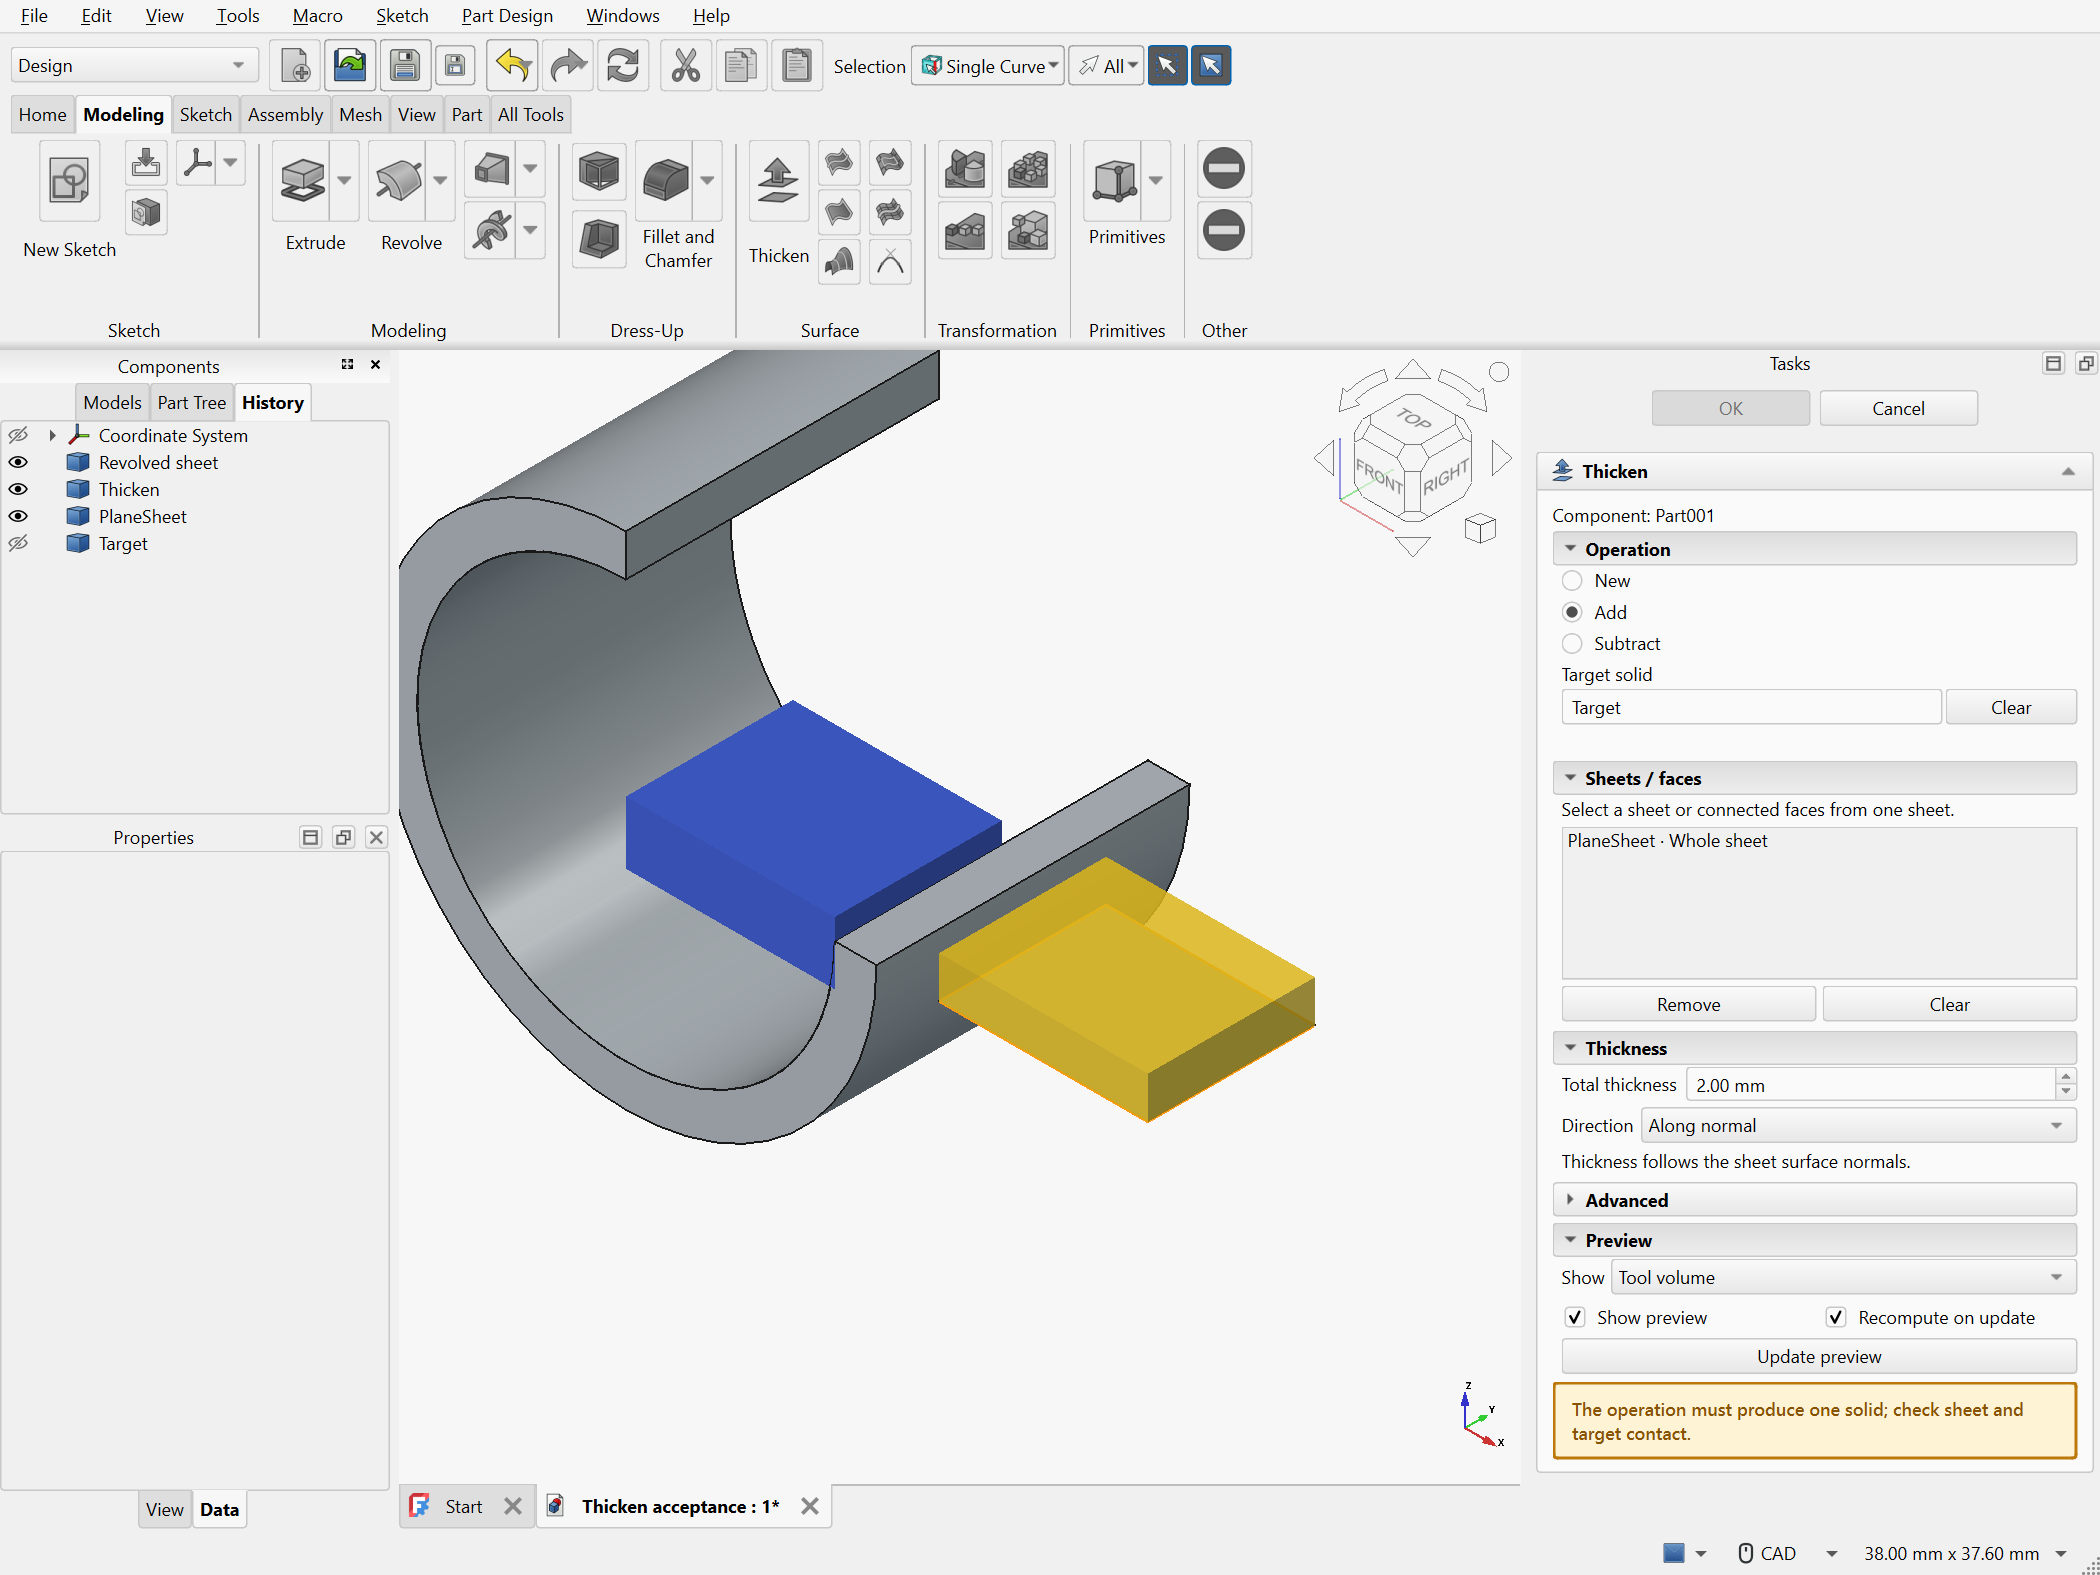 File Edit View Tools Macro Sketch Part Design Windows Help
Design
Selection Single Curve All
Home Modeling Sketch Assembly Mesh View Part All Tools
New Sketch
Extrude
Revolve
Fillet and
Chamfer
Thicken
Primitives
Sketch Modeling Dress-Up Surface Transformation Primitives Other
Components
Models Part Tree History
Coordinate System
Revolved sheet
Thicken
PlaneSheet
Target
Properties
View Data
TOP
FRONT
RIGHT
Z
Y
X
Start
Thicken acceptance : 1*
Tasks
OK Cancel
Thicken
Component: Part001
Operation
New
Add
Subtract
Target solid
Target Clear
Sheets / faces
Select a sheet or connected faces from one sheet.
PlaneSheet · Whole sheet
Remove Clear
Thickness
Total thickness 2.00 mm
Direction Along normal
Thickness follows the sheet surface normals.
Advanced
Preview
Show Tool volume
Show preview Recompute on update
Update preview
The operation must produce one solid; check sheet and
target contact.
CAD 38.00 mm x 37.60 mm